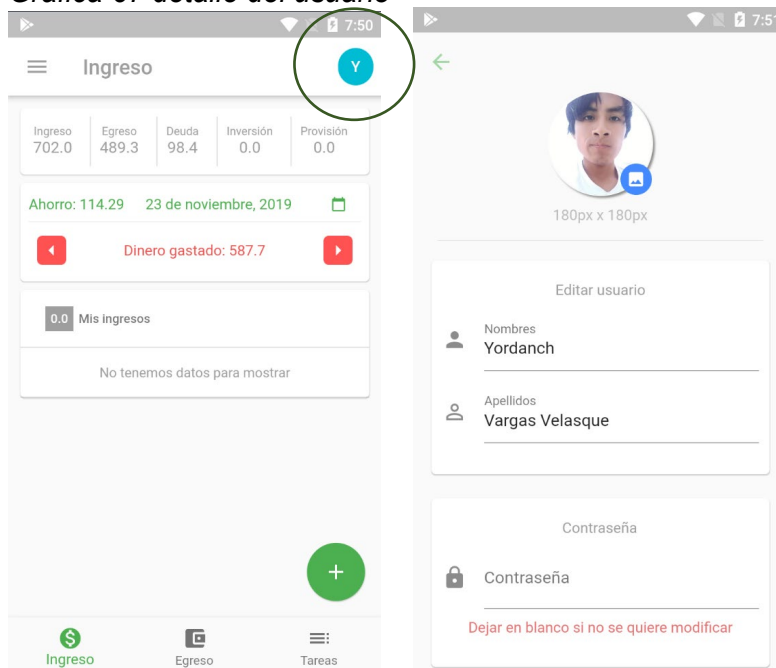 Gráfica 67 detalle del usuario
7:50
Ingreso
Y
Ingreso Egreso Deuda Inversión Provisión
702.0 489.3 98.4 0.0 0.0
Ahorro: 114.29 23 de noviembre, 2019
Dinero gastado: 587.7
0.0 Mis ingresos
No tenemos datos para mostrar
+
Ingreso Egreso Tareas
7:51
180px x 180px
Editar usuario
Nombres
Yordanch
Apellidos
Vargas Velasque
Contraseña
Contraseña
Dejar en blanco si no se quiere modificar